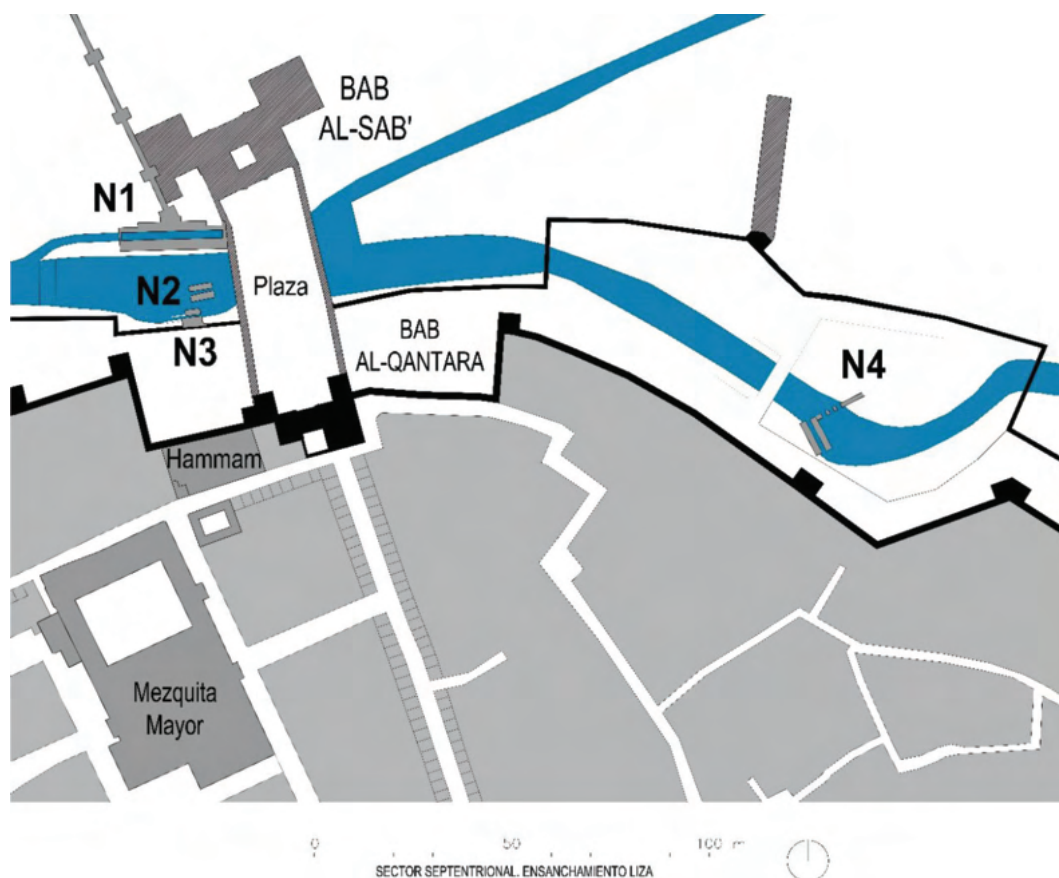 BAB
AL-SAB'
N1
N2
Plaza
N3
BAB
AL-QANTARA
N4
Hammam
Mezquita
Mayor
0 50 100 m
SECTOR SEPTENTRIONAL. ENSANCHAMIENTO LIZA